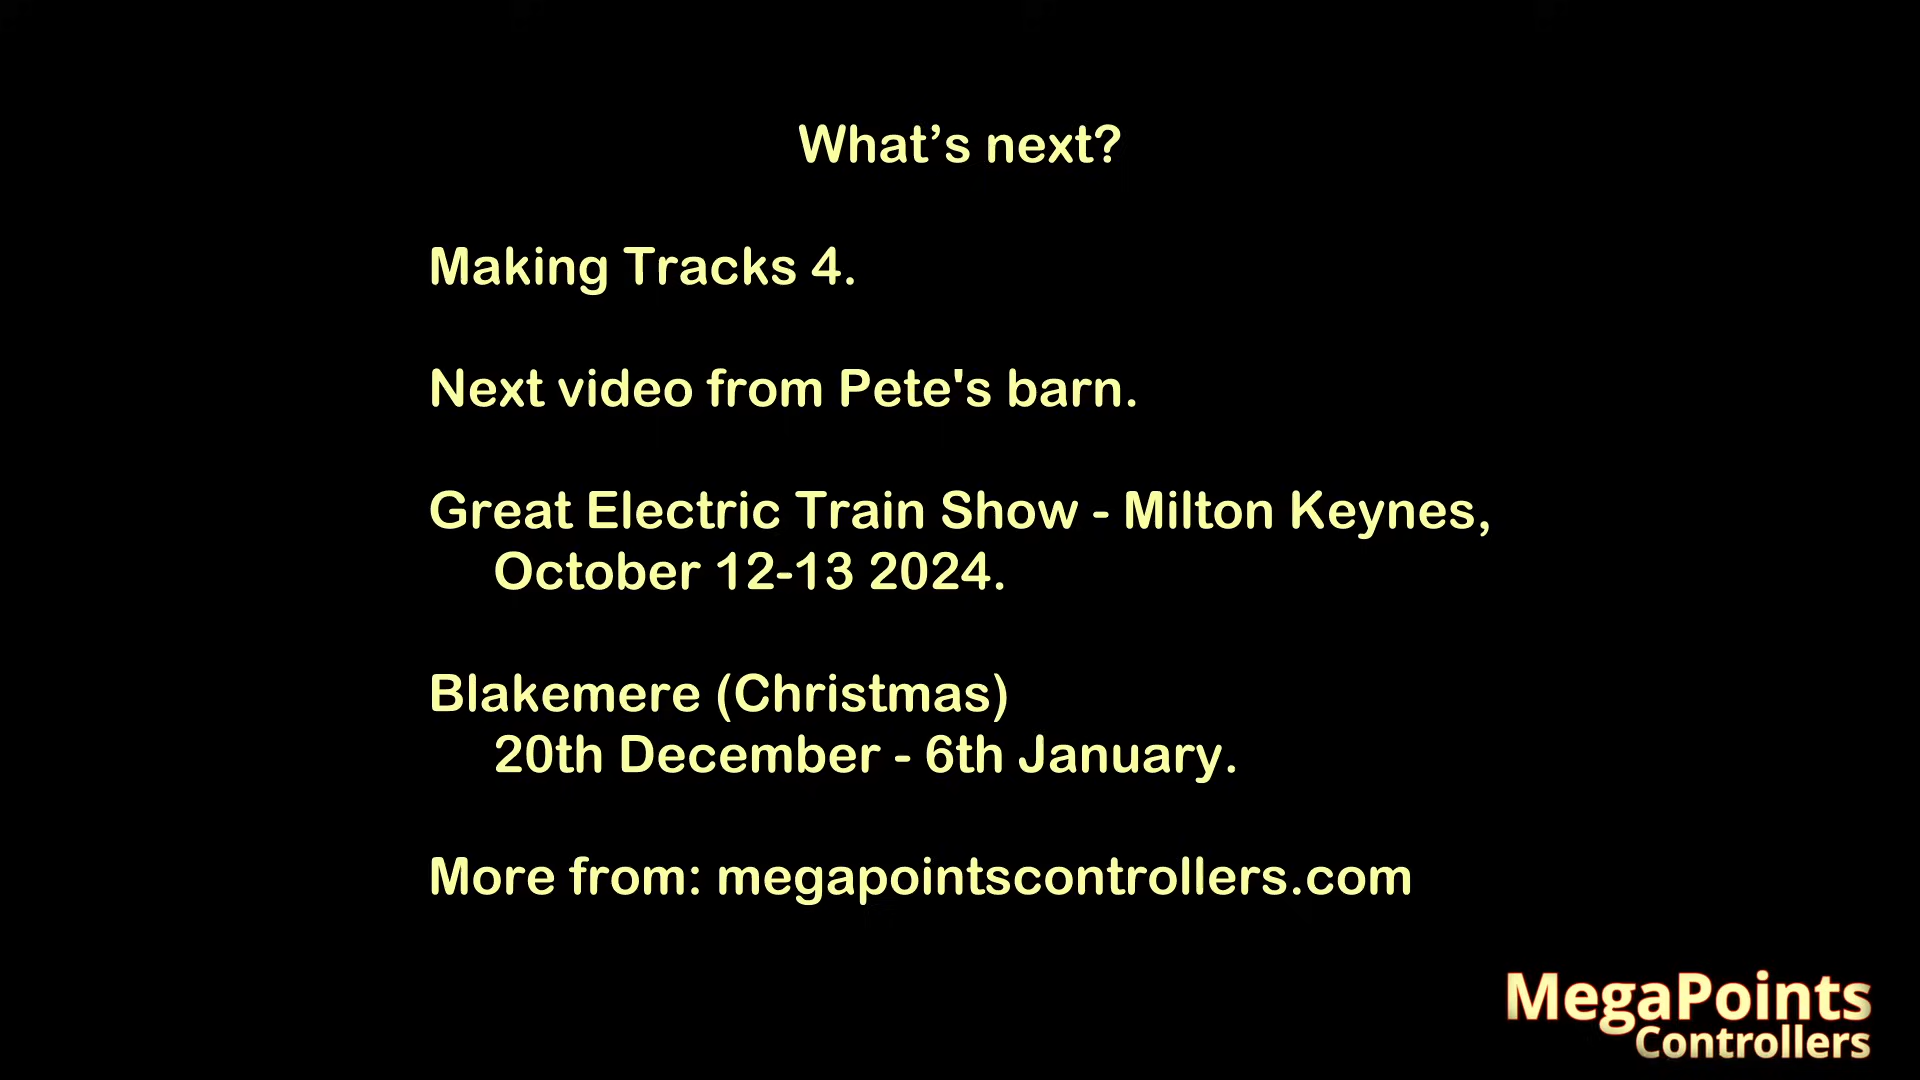 What’s next?
Making Tracks 4.
Next video from Pete's barn.
Great Electric Train Show - Milton Keynes,
October 12-13 2024.
Blakemere (Christmas)
20th December - 6th January.
More from: megapointscontrollers.com
MegaPoints
Controllers